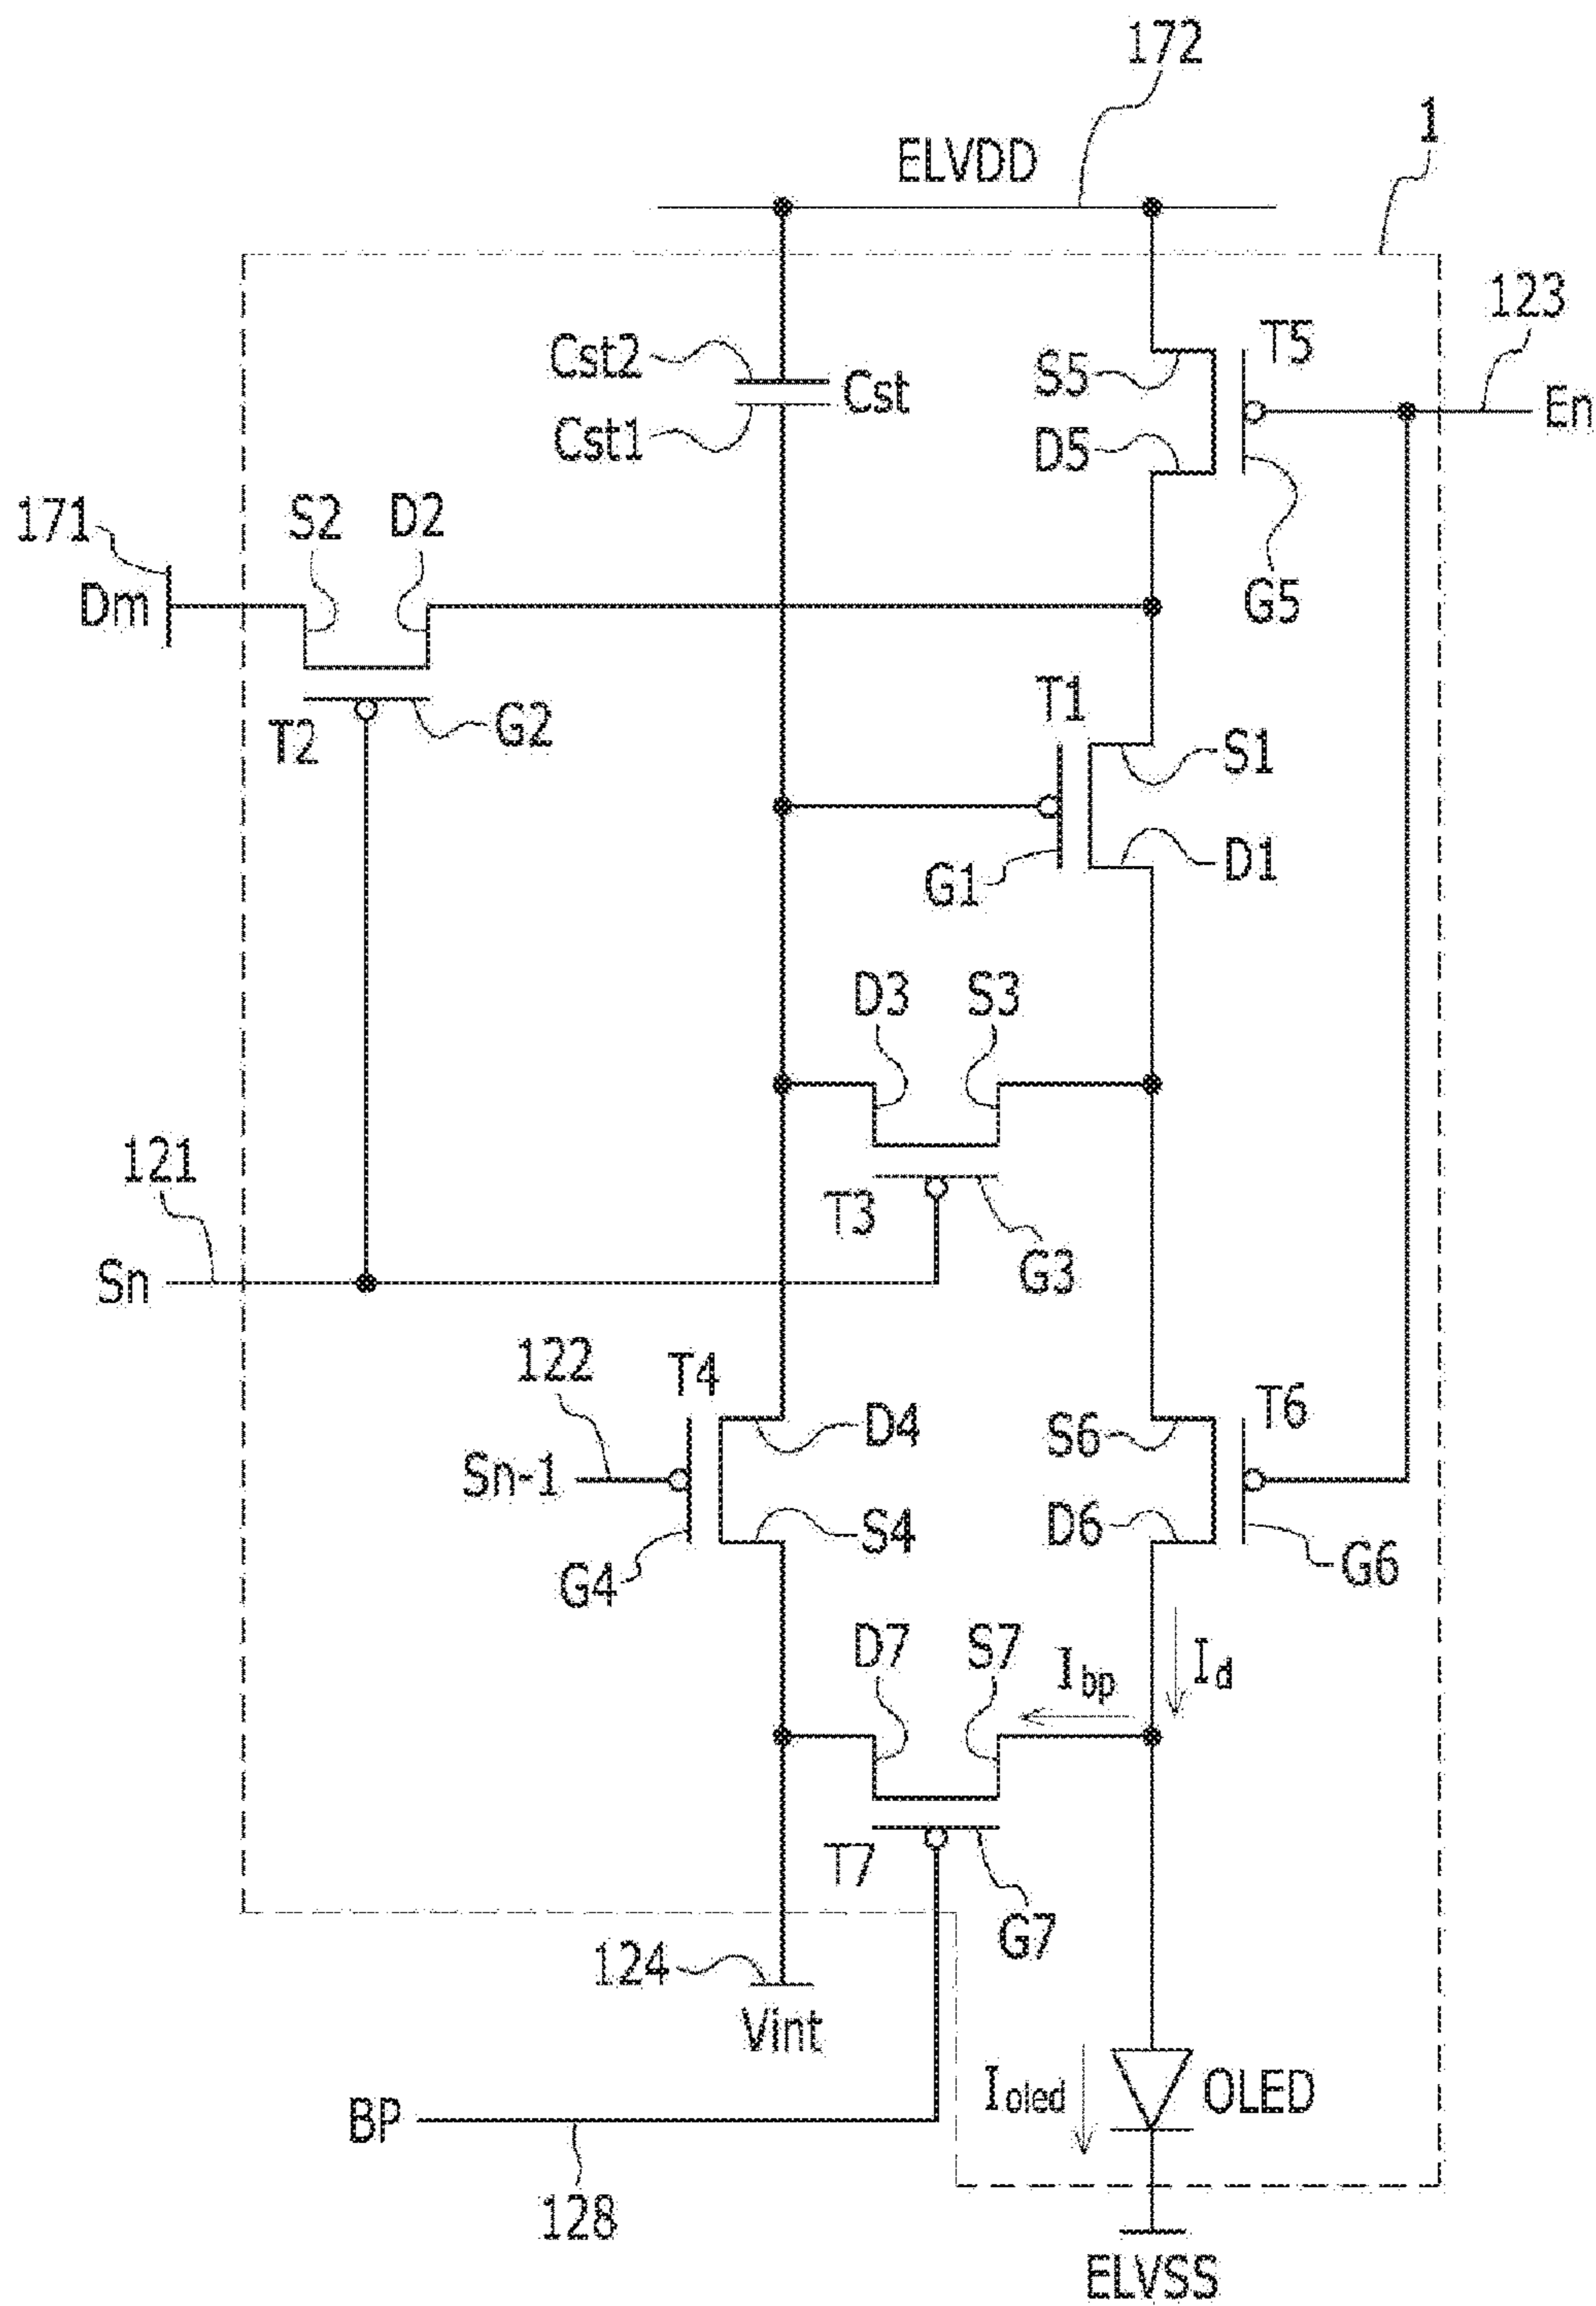 172
1
ELVDD
123
Cst2
Cst
Cst1
S5
T5
D5
En
171
S2
D2
Dm
G5
T1
T2
G2
S1
G1
D1
D3
S3
121
T3
G3
Sn
122
T4
D4
S6
T6
Sn-1
S4
D6
G4
G6
D7
S7
Ibp
Id
T7
G7
124
Vint
Ioled
OLED
BP
128
ELVSS